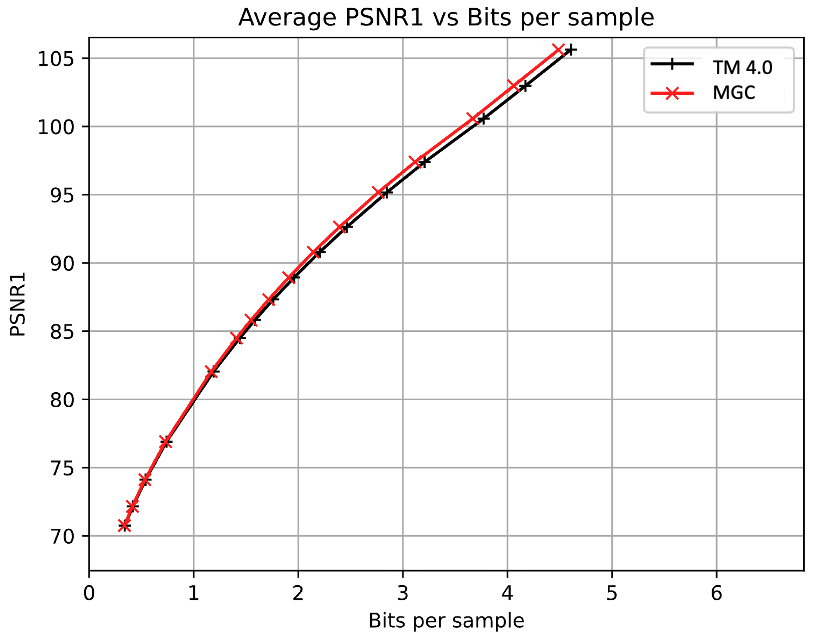 Average PSNR1 vs Bits per sample
TM 4.0
MGC
105
100
95
90
85
80
75
70
PSNR1
0 1 2 3 4 5 6
Bits per sample